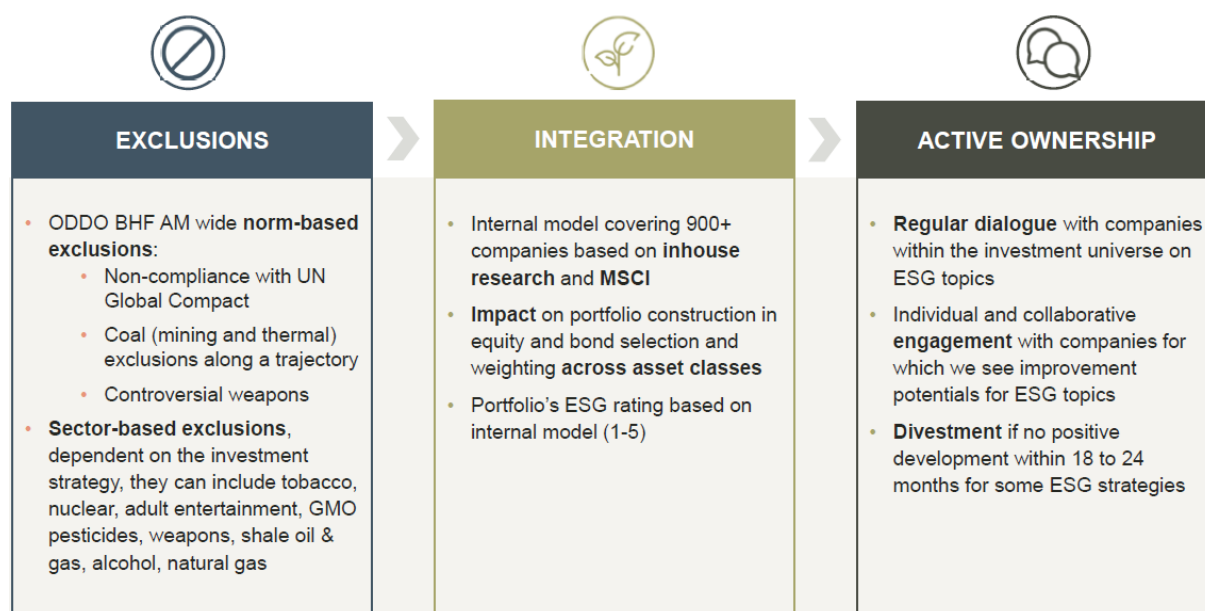 EXCLUSIONS
ODDO BHF AM wide norm-based
exclusions:
Non-compliance with UN
Global Compact
Coal (mining and thermal)
exclusions along a trajectory
Controversial weapons
Sector-based exclusions,
dependent on the investment
strategy, they can include tobacco,
nuclear, adult entertainment, GMO
pesticides, weapons, shale oil &
gas, alcohol, natural gas
INTEGRATION
Internal model covering 900+
companies based on inhouse
research and MSCI
Impact on portfolio construction in
equity and bond selection and
weighting across asset classes
Portfolio’s ESG rating based on
internal model (1-5)
ACTIVE OWNERSHIP
Regular dialogue with companies
within the investment universe on
ESG topics
Individual and collaborative
engagement with companies for
which we see improvement
potentials for ESG topics
Divestment if no positive
development within 18 to 24
months for some ESG strategies